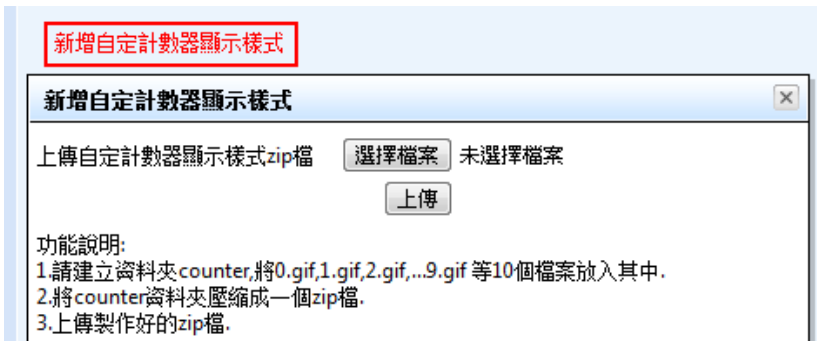 新增自定計數器顯示樣式
新增自定計數器顯示樣式
上傳自定計數器顯示樣式zip檔 選擇檔案 未選擇檔案
上傳
功能說明:
1.請建立資料夾counter,將0.gif,1.gif,2.gif,...9.gif 等10個檔案放入其中.
2.將counter資料夾壓縮成一個zip檔.
3.上傳製作好的zip檔.